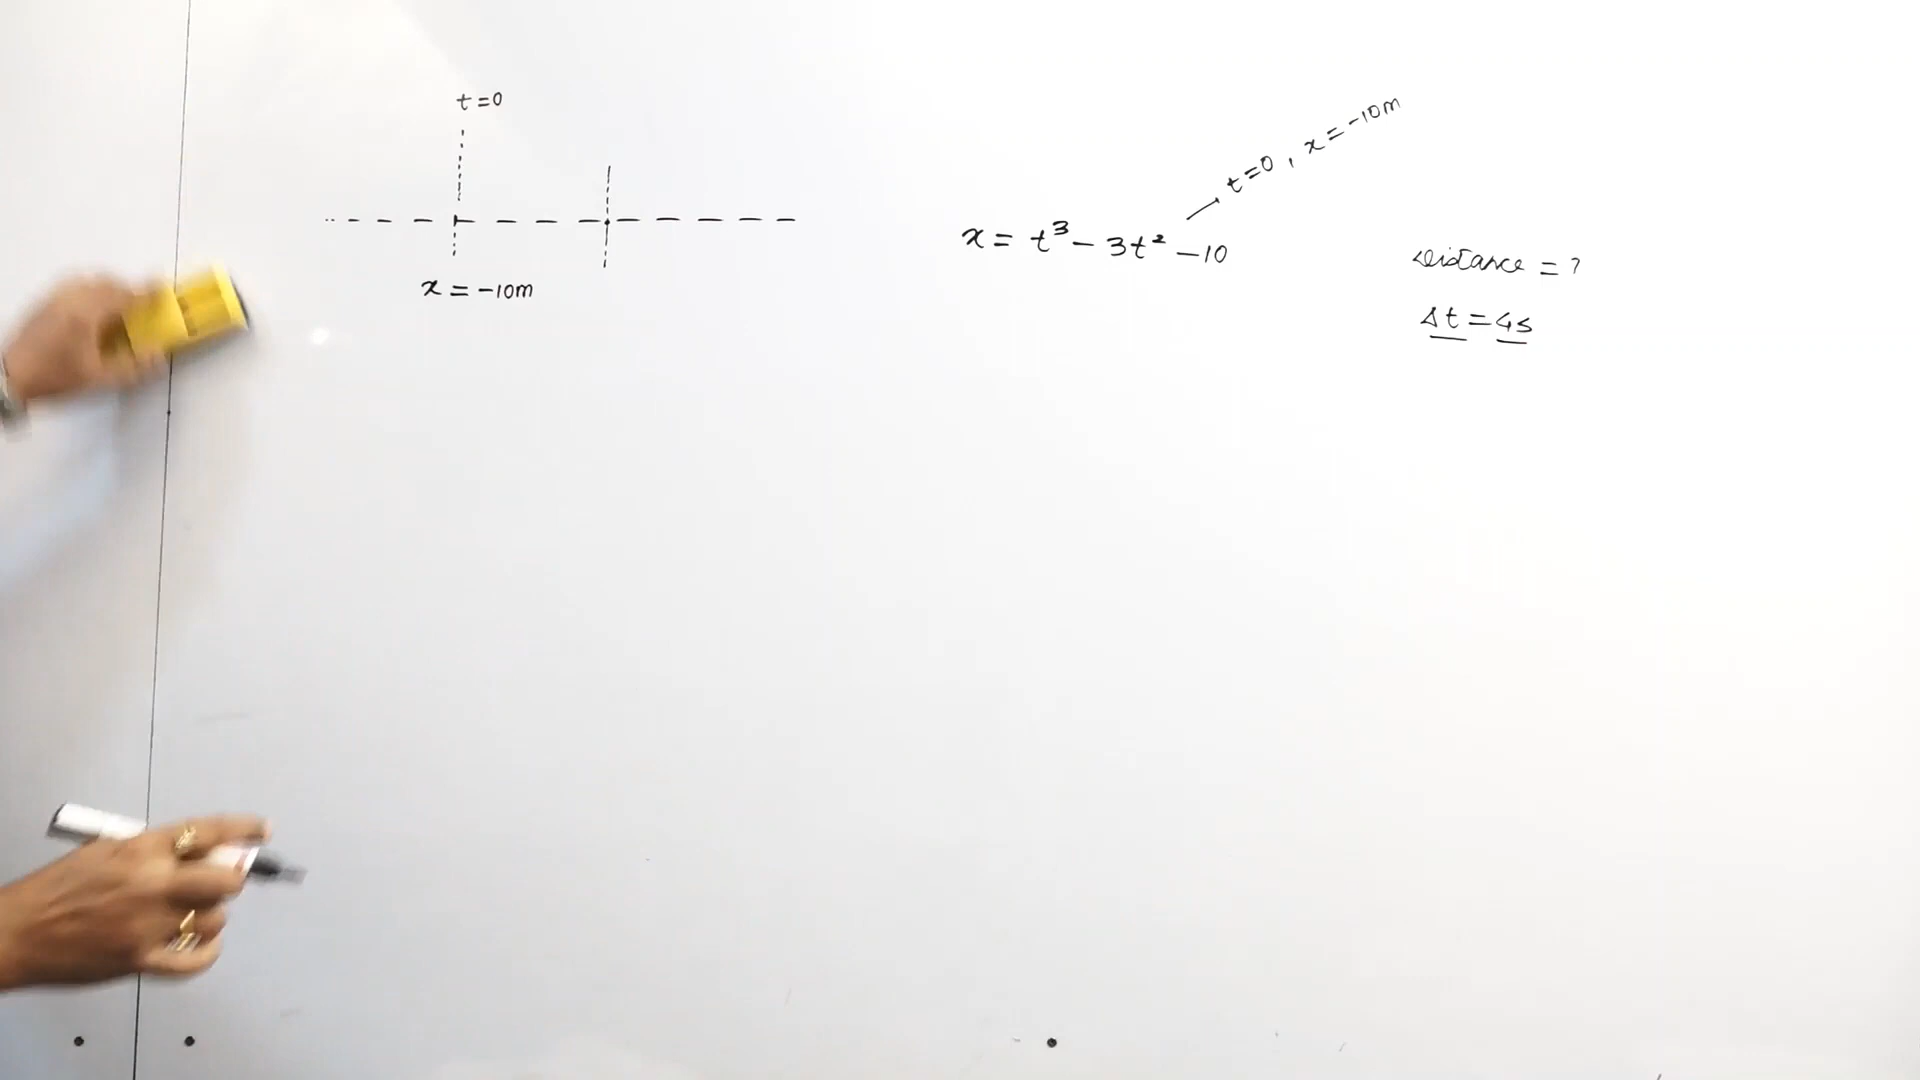 t=0
x = -10m
t=0 , x = -10m
x = t³ - 3t² - 10
distance = ?
Δt = 4s